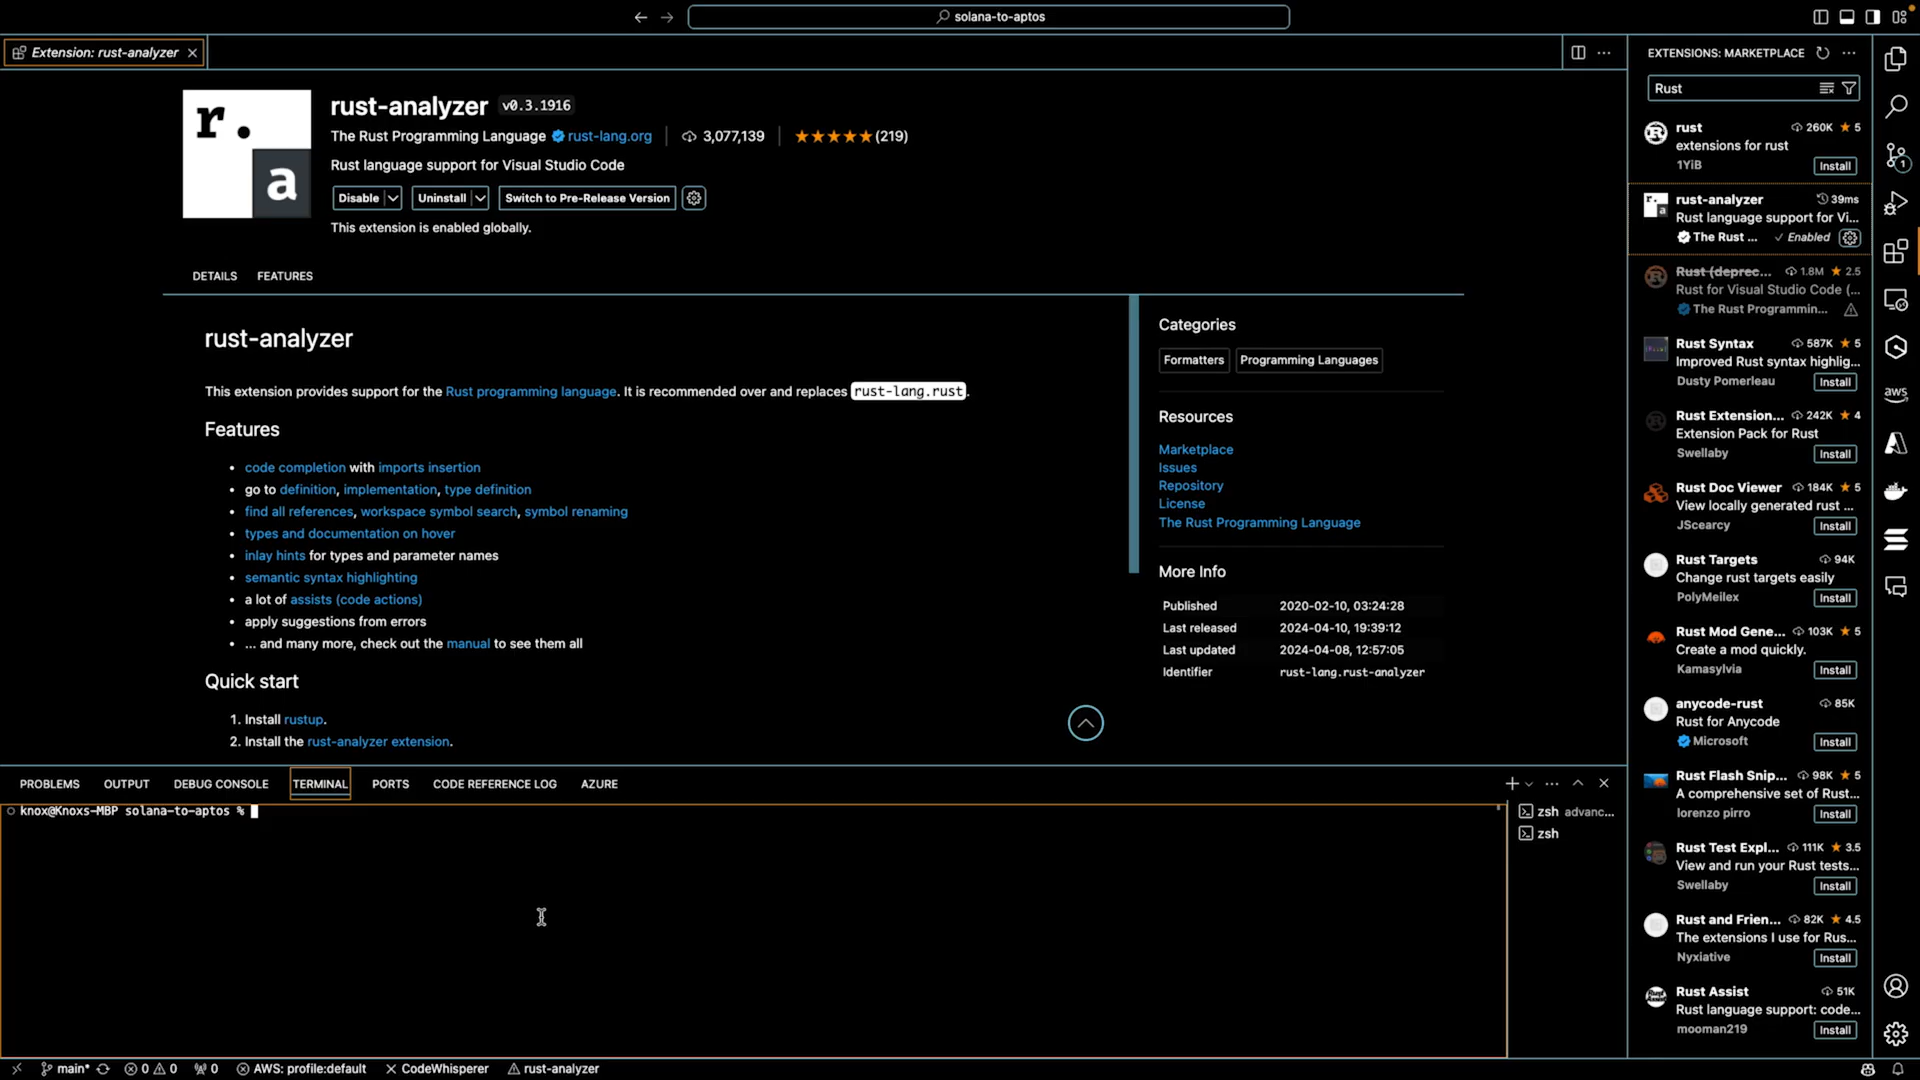 solana-to-aptos
Extension: rust-analyzer
r.
a
rust-analyzer v0.3.1916
The Rust Programming Language rust-lang.org 3,077,139 ★★★★★(219)
Rust language support for Visual Studio Code
Disable Uninstall Switch to Pre-Release Version
This extension is enabled globally.
DETAILS FEATURES
rust-analyzer
This extension provides support for the Rust programming language. It is recommended over and replaces rust-lang.rust.
Features
• code completion with imports insertion
• go to definition, implementation, type definition
• find all references, workspace symbol search, symbol renaming
• types and documentation on hover
• inlay hints for types and parameter names
• semantic syntax highlighting
• a lot of assists (code actions)
• apply suggestions from errors
• ... and many more, check out the manual to see them all
Quick start
1. Install rustup.
2. Install the rust-analyzer extension.
Categories
Formatters Programming Languages
Resources
Marketplace
Issues
Repository
License
The Rust Programming Language
More Info
Published 2020-02-10, 03:24:28
Last released 2024-04-10, 19:39:12
Last updated 2024-04-08, 12:57:05
Identifier rust-lang.rust-analyzer
PROBLEMS OUTPUT DEBUG CONSOLE TERMINAL PORTS CODE REFERENCE LOG AZURE
knox@Knoxs-MBP solana-to-aptos %
zsh advanc...
zsh
EXTENSIONS: MARKETPLACE
Rust
rust 260K ★ 5
extensions for rust
1YiB Install
rust-analyzer 39ms
Rust language support for Vi...
The Rust ... ✓ Enabled
Rust (deprec... 1.8M ★ 2.5
Rust for Visual Studio Code (...
The Rust Programmin...
Rust Syntax 587K ★ 5
Improved Rust syntax highlig...
Dusty Pomerleau Install
Rust Extension... 242K ★ 4
Extension Pack for Rust
Swellaby Install
Rust Doc Viewer 184K ★ 5
View locally generated rust ...
JScearcy Install
Rust Targets 94K
Change rust targets easily
PolyMeilex Install
Rust Mod Gene... 103K ★ 5
Create a mod quickly.
Kamasylvia Install
anycode-rust 85K
Rust for Anycode
Microsoft Install
Rust Flash Snip... 98K ★ 5
A comprehensive set of Rust...
lorenzo pirro Install
Rust Test Expl... 111K ★ 3.5
View and run your Rust tests...
Swellaby Install
Rust and Frien... 82K ★ 4.5
The extensions I use for Rus...
Nyxiative Install
Rust Assist 51K
Rust language support: code...
mooman219 Install
1
aws
main* 0 0 0 AWS: profile:default CodeWhisperer rust-analyzer